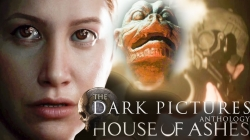 THE
DARK PICTURES
ANTHOLOGY
HOUSE OF ASHES